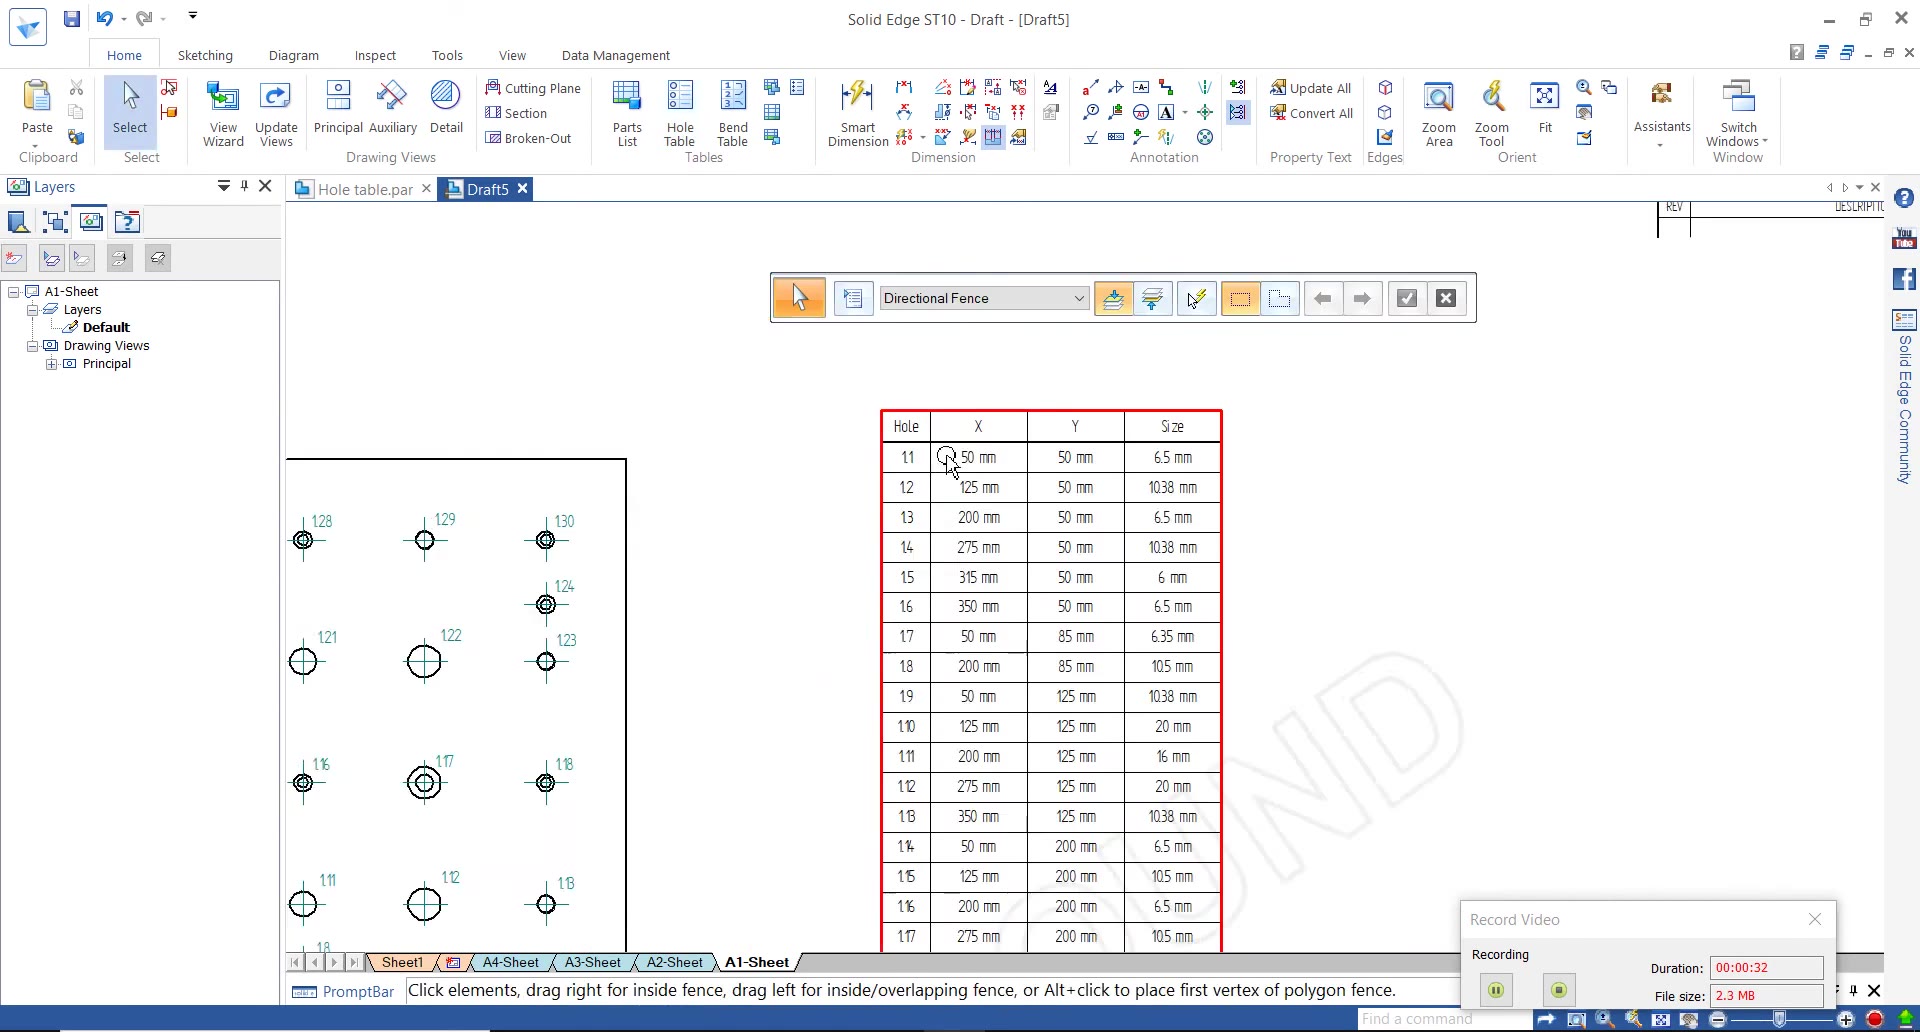 Solid Edge ST10 - Draft - [Draft5]
Home Sketching Diagram Inspect Tools View Data Management
Paste
Clipboard
Select
Select
View Wizard
Update Views
Principal Auxiliary Detail
Cutting Plane
Section
Broken-Out
Drawing Views
Parts List
Hole Table
Bend Table
Tables
Smart Dimension
Dimension
Annotation
Update All
Convert All
Property Text
Edges
Zoom Area
Zoom Tool
Fit
Orient
Assistants
Switch Windows
Window
Layers
Hole table.par
Draft5
A1-Sheet
Layers
Default
Drawing Views
Principal
REV
Directional Fence
Hole X Y Size
1.1 50 mm 50 mm 6.5 mm
1.2 125 mm 50 mm 10.38 mm
1.3 200 mm 50 mm 6.5 mm
1.4 275 mm 50 mm 10.38 mm
1.5 315 mm 50 mm 6 mm
1.6 350 mm 50 mm 6.5 mm
1.7 50 mm 85 mm 6.35 mm
1.8 200 mm 85 mm 10.5 mm
1.9 50 mm 125 mm 10.38 mm
1.10 125 mm 125 mm 20 mm
1.11 200 mm 125 mm 16 mm
1.12 275 mm 125 mm 20 mm
1.13 350 mm 125 mm 10.38 mm
1.14 50 mm 200 mm 6.5 mm
1.15 125 mm 200 mm 10.5 mm
1.16 200 mm 200 mm 6.5 mm
1.17 275 mm 200 mm 10.5 mm
1.28 1.29 1.30
1.24
1.21 1.22 1.23
1.16 1.17 1.18
1.11 1.12 1.13
1.8
OUND
You Tube
Solid Edge Community
Record Video
Recording
Duration: 00:00:32
File size: 2.3 MB
Sheet1 A4-Sheet A3-Sheet A2-Sheet A1-Sheet
PromptBar
Click elements, drag right for inside fence, drag left for inside/overlapping fence, or Alt+click to place first vertex of polygon fence.
Find a command